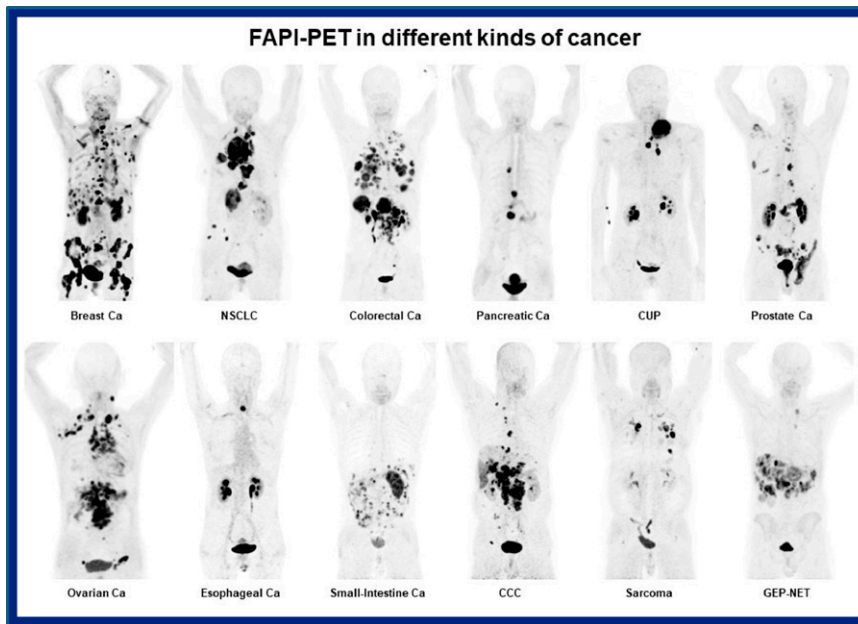 FAPI-PET in different kinds of cancer
Breast Ca
NSCLC
Colorectal Ca
Pancreatic Ca
CUP
Prostate Ca
Ovarian Ca
Esophageal Ca
Small-Intestine Ca
CCC
Sarcoma
GEP-NET